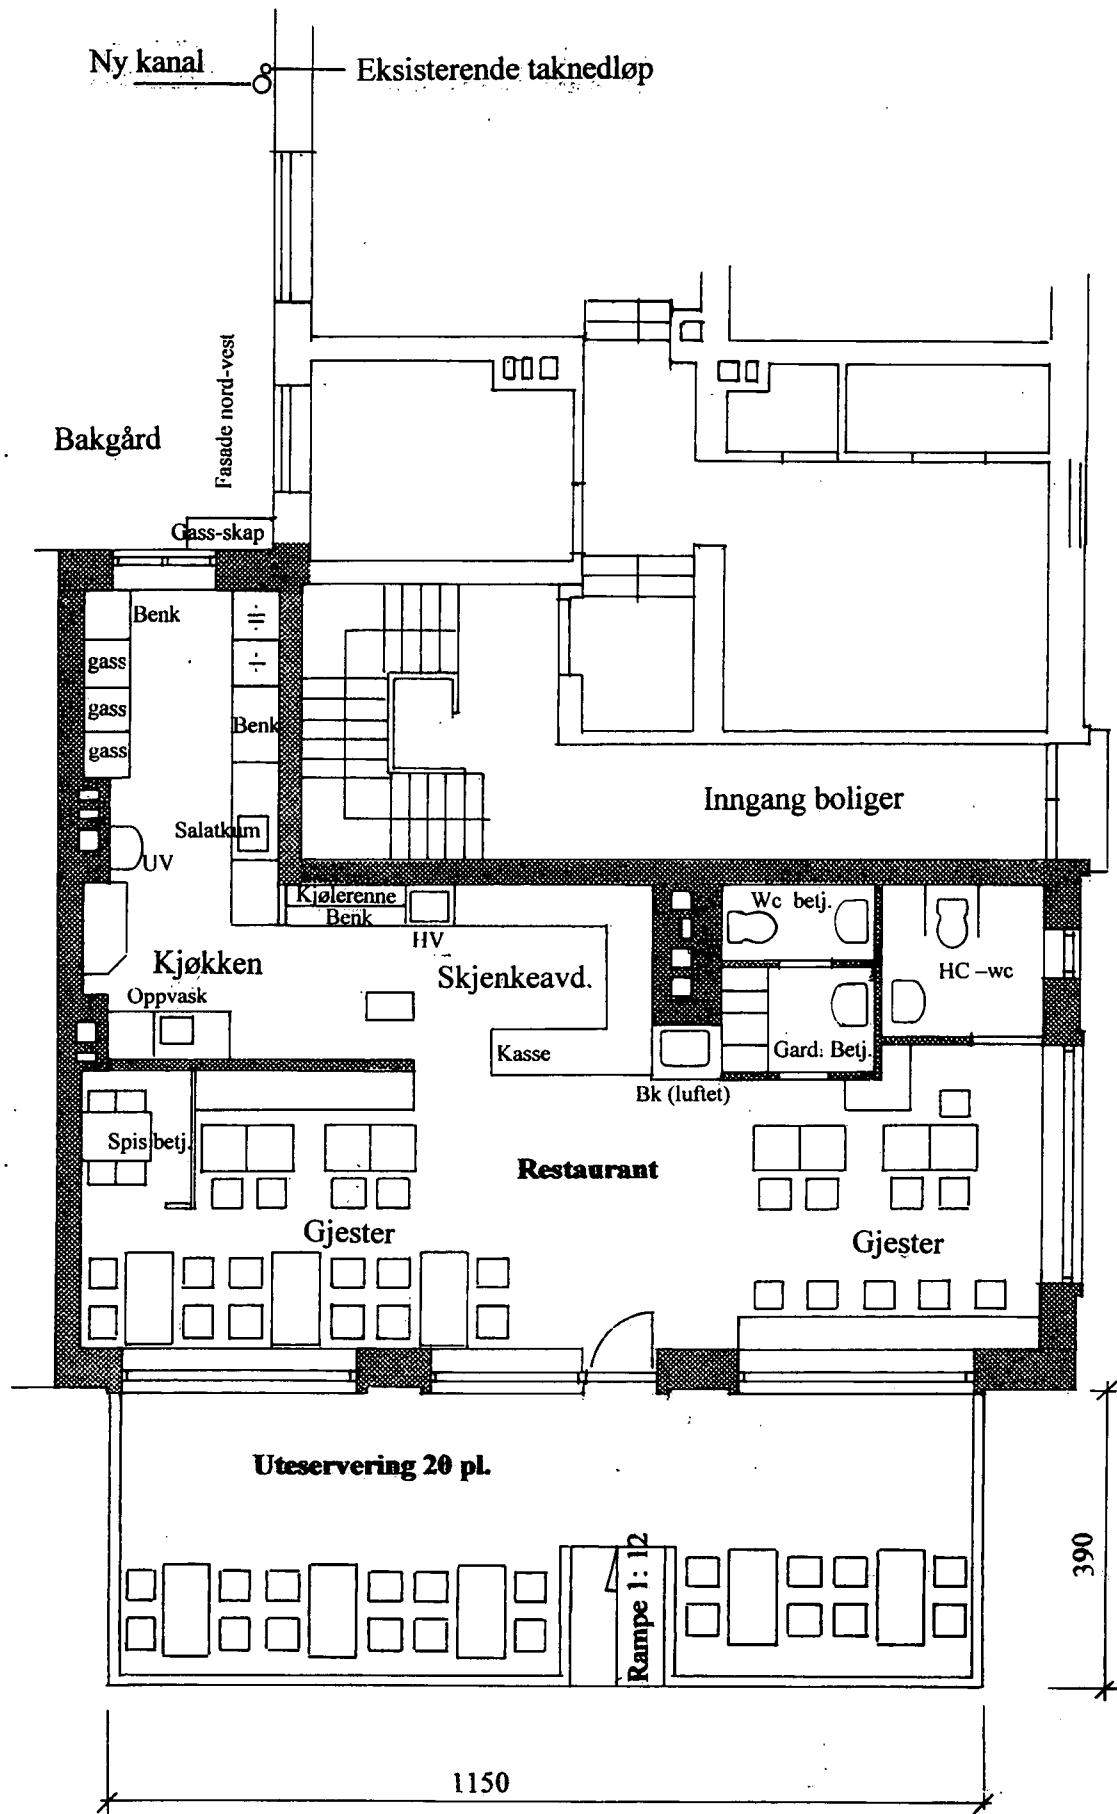 Ny kanal
Eksisterende taknedløp
Fasade nord-vest
Bakgård
Gass-skap
Benk
gass
gass
gass
Benk
Inngang boliger
Salatkum
UV
Kjølerenne
Benk
HV
Wc betj.
Kjøkken
Skjenkeavd.
HC –wc
Oppvask
Kasse
Gard. Betj.
Bk (luftet)
Spis betj.
Restaurant
Gjester
Gjester
Uteservering 20 pl.
Rampe 1: 12
390
1150